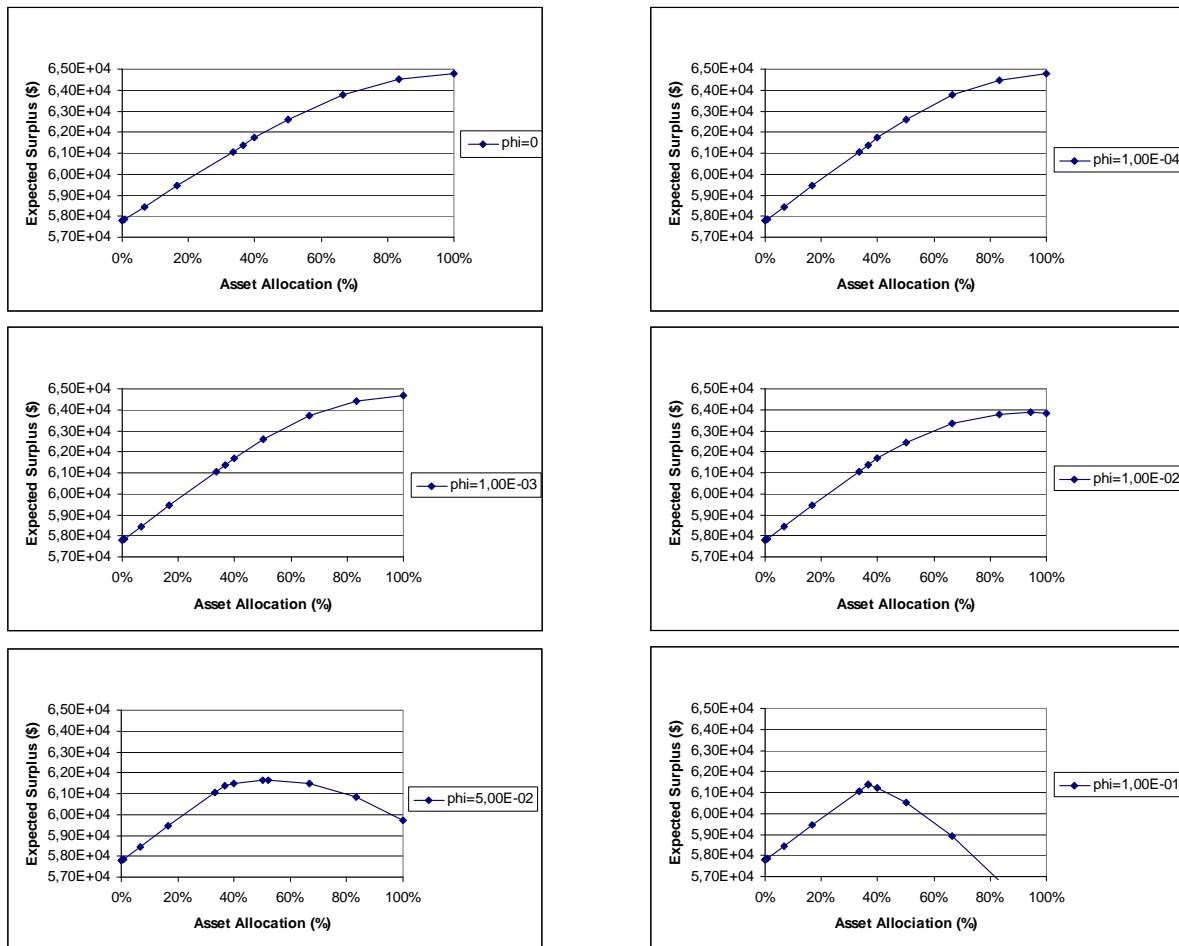 6,50E+04
6,40E+04
6,30E+04
6,20E+04
6,10E+04
6,00E+04
5,90E+04
5,80E+04
5,70E+04
0% 20% 40% 60% 80% 100%
Expected Surplus ($)
Asset Allocation (%)
phi=0
6,50E+04
6,40E+04
6,30E+04
6,20E+04
6,10E+04
6,00E+04
5,90E+04
5,80E+04
5,70E+04
0% 20% 40% 60% 80% 100%
Expected Surplus ($)
Asset Allocation (%)
phi=1,00E-04
6,50E+04
6,40E+04
6,30E+04
6,20E+04
6,10E+04
6,00E+04
5,90E+04
5,80E+04
5,70E+04
0% 20% 40% 60% 80% 100%
Expected Surplus ($)
Asset Allocation (%)
phi=1,00E-03
6,50E+04
6,40E+04
6,30E+04
6,20E+04
6,10E+04
6,00E+04
5,90E+04
5,80E+04
5,70E+04
0% 20% 40% 60% 80% 100%
Expected Surplus ($)
Asset Allocation (%)
phi=1,00E-02
6,50E+04
6,40E+04
6,30E+04
6,20E+04
6,10E+04
6,00E+04
5,90E+04
5,80E+04
5,70E+04
0% 20% 40% 60% 80% 100%
Expected Surplus ($)
Asset Allocation (%)
phi=5,00E-02
6,50E+04
6,40E+04
6,30E+04
6,20E+04
6,10E+04
6,00E+04
5,90E+04
5,80E+04
5,70E+04
0% 20% 40% 60% 80% 100%
Expected Surplus ($)
Asset Allociation (%)
phi=1,00E-01